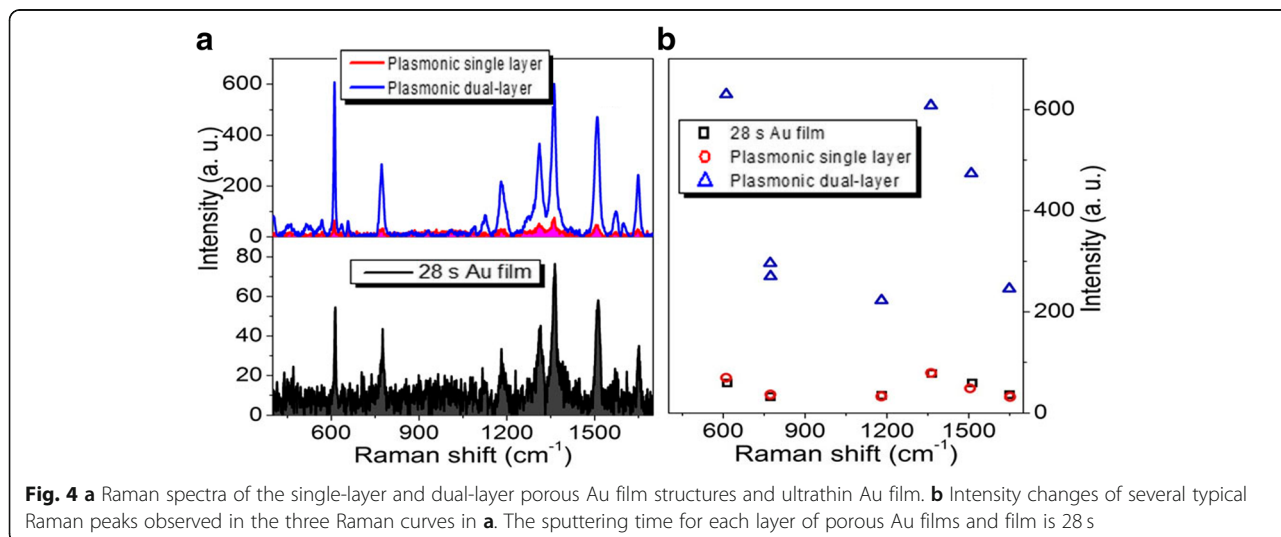 a
b
Plasmonic single layer
Plasmonic dual-layer
600
400
200
0
Intensity (a. u.)
80
60
40
20
0
28 s Au film
600 900 1200 1500
Raman shift (cm⁻¹)
28 s Au film
Plasmonic single layer
Plasmonic dual-layer
600
400
200
0
Intensity (a. u.)
600 900 1200 1500
Raman shift (cm⁻¹)
Fig. 4 a Raman spectra of the single-layer and dual-layer porous Au film structures and ultrathin Au film. b Intensity changes of several typical
Raman peaks observed in the three Raman curves in a. The sputtering time for each layer of porous Au films and film is 28 s